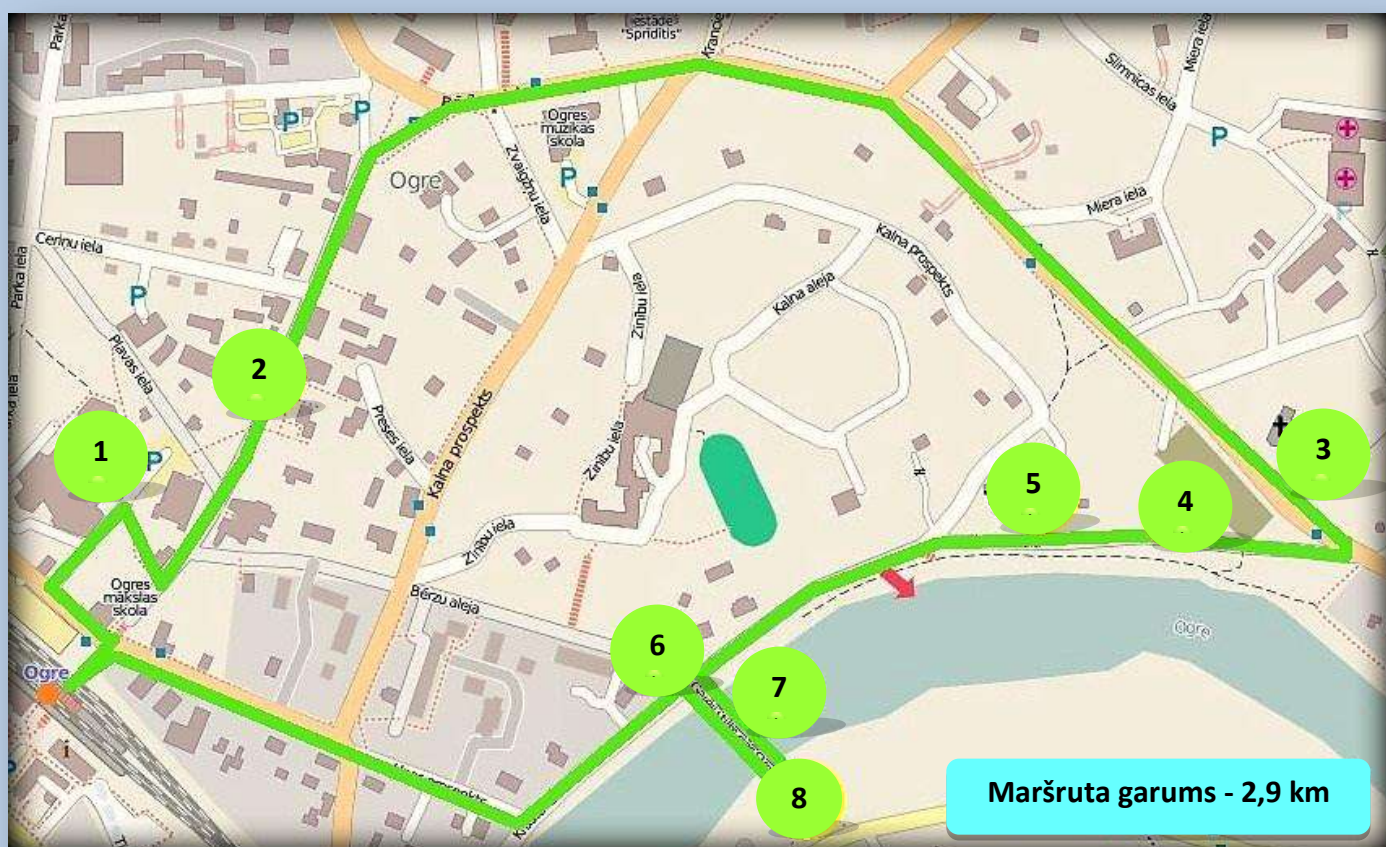 Parka
iestāde
"Sprīdītis"
Kranciema
Miera iela
Slimnīcas iela
P
P
P
Ogres
mūzikas
skola
P
Ogre
Zvaigžņu iela
Miera iela
P
Ceriņu iela
Parka iela
Kalna prospekts
P
Zinību iela
Kalna aleja
Pļavas iela
2
Preses iela
Kalna prospekts
1
P
Zinību iela
3
5
4
Zinību iela
Ogres
mākslas
skola
Bērzu aleja
Ogre
6
Ogre
7
i
8
Maršruta garums - 2,9 km